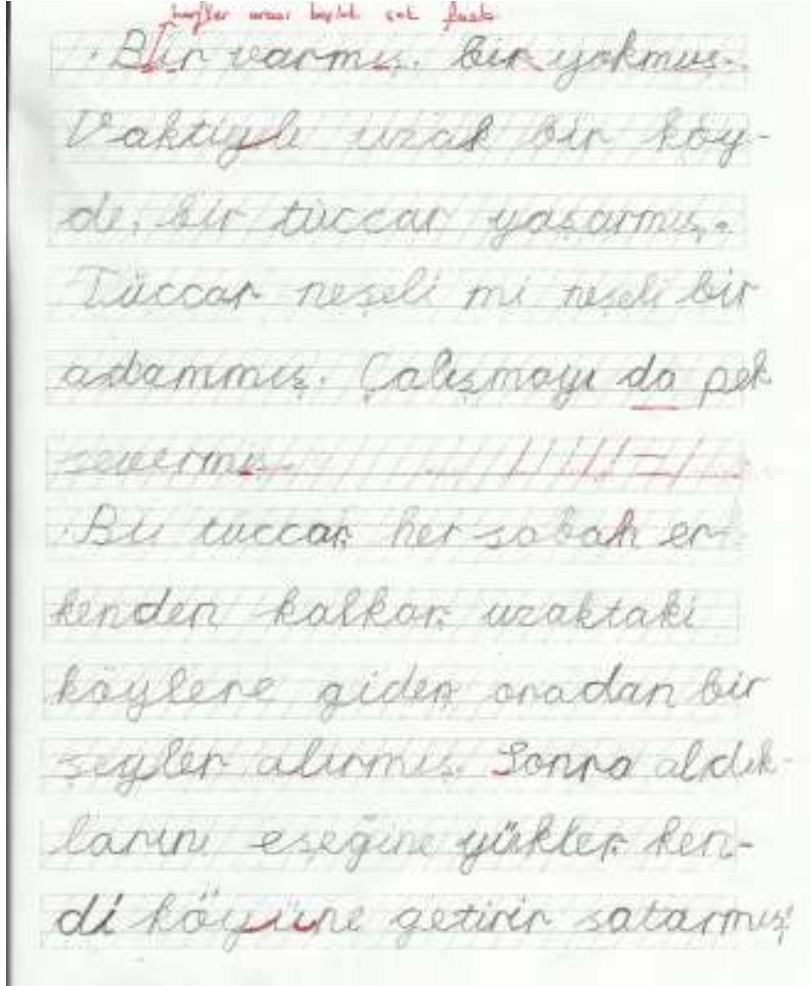 harfler arası boşluk çok fazla
Bir varmış, bir yokmuş.
Vaktiyle uzak bir köy-
de, bir tüccar yaşarmış.
Tüccar neşeli mi neşeli bir
adammış. Çalışmayı da pek
severmiş.
Bu tüccar, her sabah er-
kenden kalkar, uzaktaki
köylere gider, oradan bir
şeyler alırmış. Sonra aldık-
larını eşeğine yükler, ken-
di köyüne getirir satarmış.